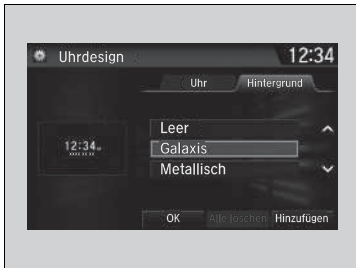 Uhrdesign 12:34
Uhr Hintergrund
Leer
12:34
Galaxis
Metallisch
OK Alle löschen Hinzufügen